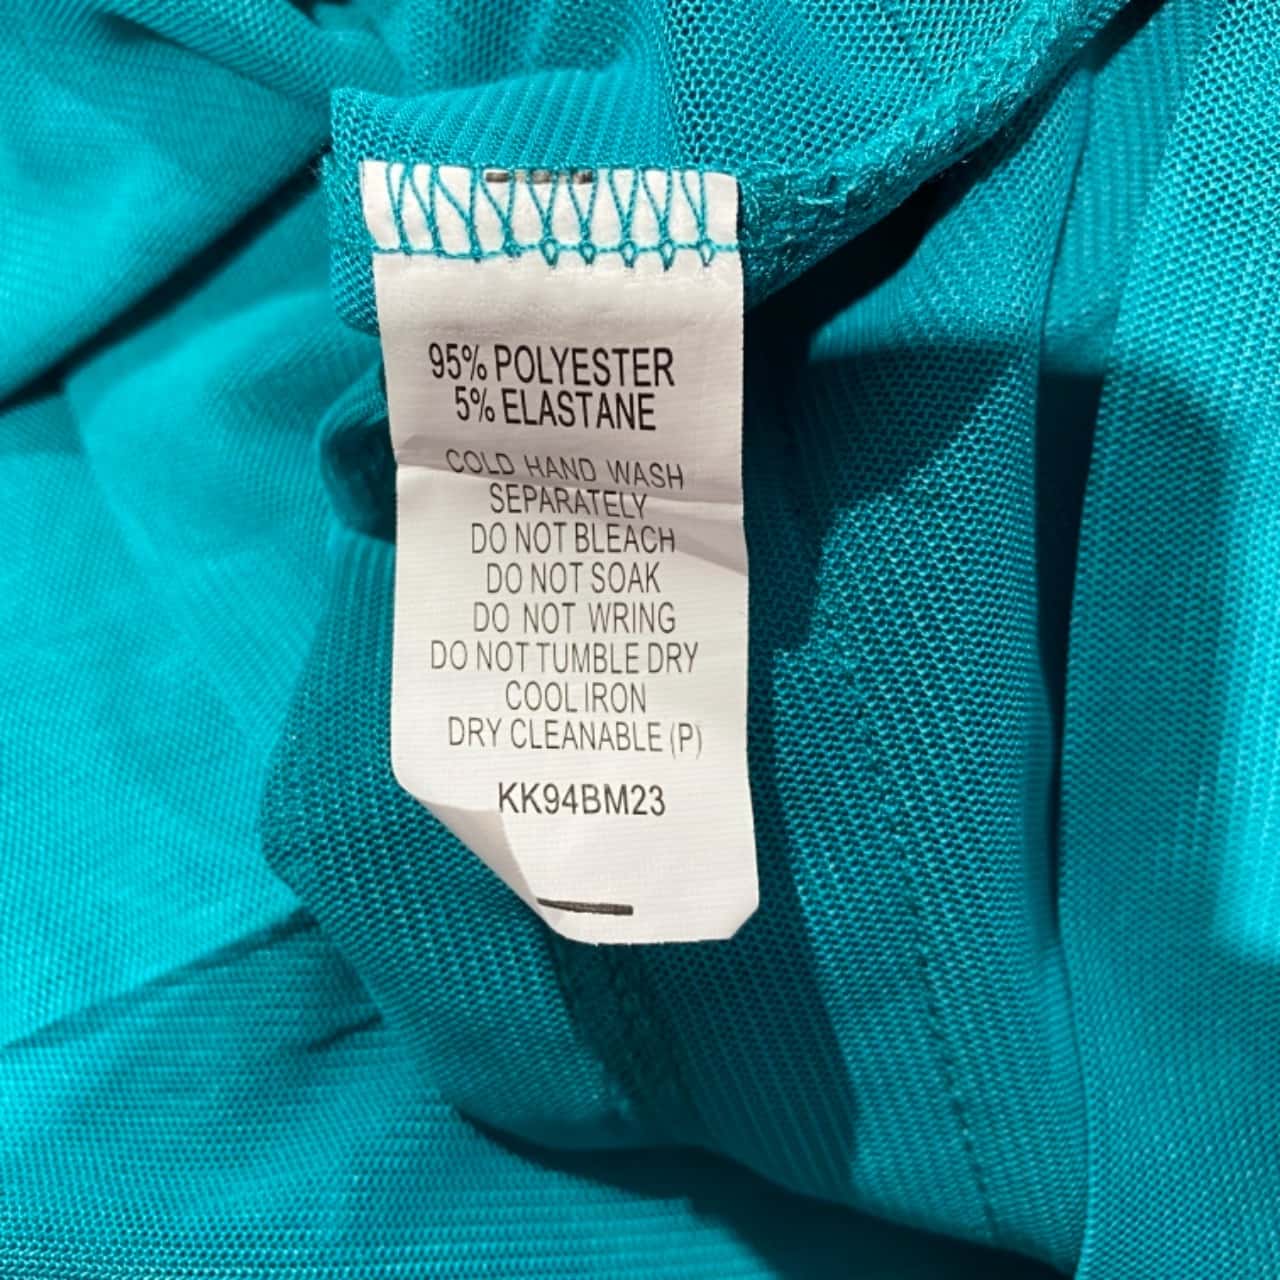 95% POLYESTER
5% ELASTANE
COLD HAND WASH
SEPARATELY
DO NOT BLEACH
DO NOT SOAK
DO NOT WRING
DO NOT TUMBLE DRY
COOL IRON
DRY CLEANABLE (P)
KK94BM23